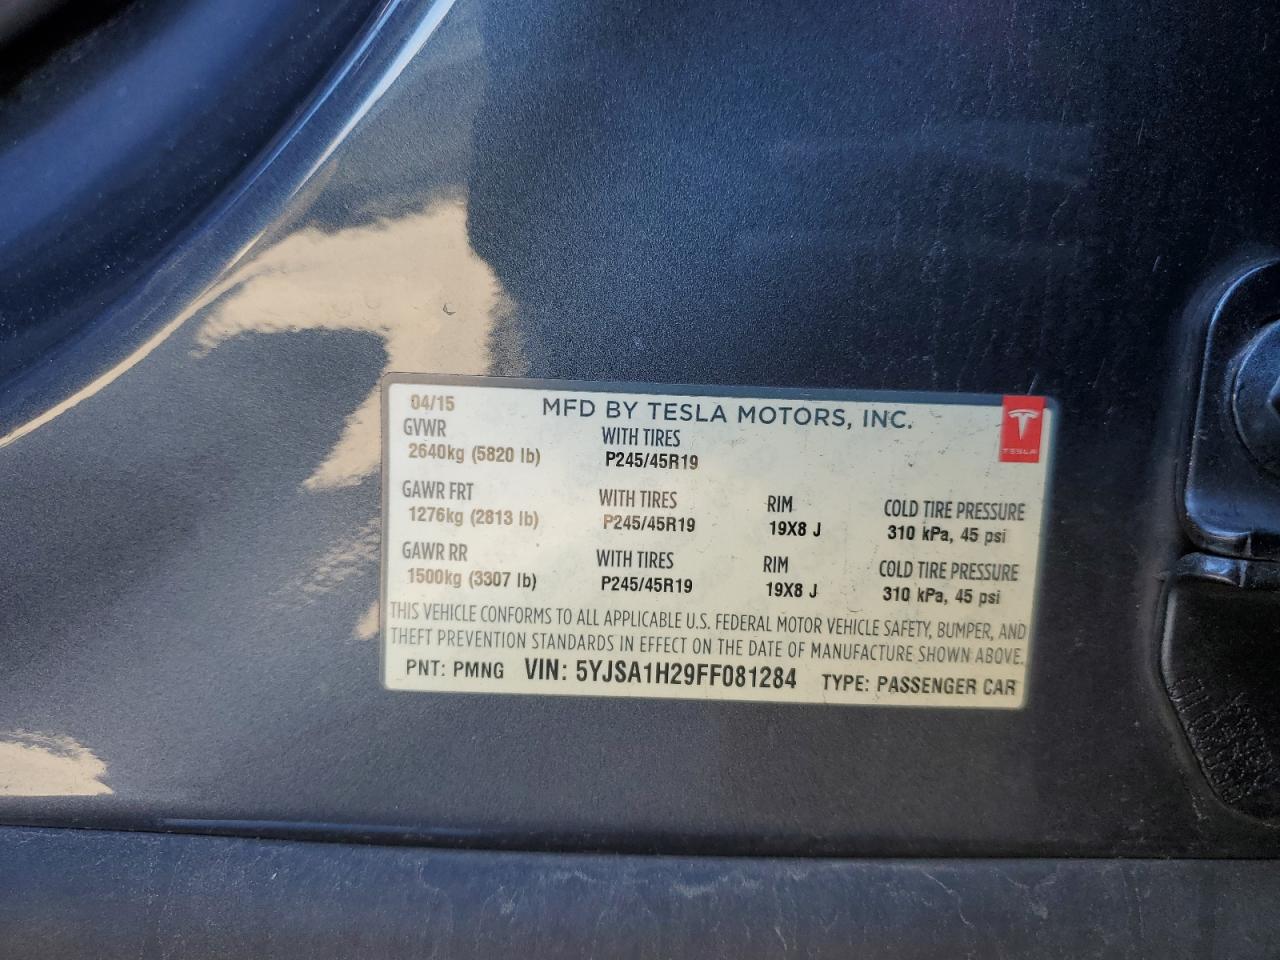 04/15 MFD BY TESLA MOTORS, INC.
GVWR WITH TIRES
2640kg (5820 lb) P245/45R19
TESLA
GAWR FRT WITH TIRES RIM COLD TIRE PRESSURE
1276kg (2813 lb) P245/45R19 19X8 J 310 kPa, 45 psi
GAWR RR WITH TIRES RIM COLD TIRE PRESSURE
1500kg (3307 lb) P245/45R19 19X8 J 310 kPa, 45 psi
THIS VEHICLE CONFORMS TO ALL APPLICABLE U.S. FEDERAL MOTOR VEHICLE SAFETY, BUMPER, AND
THEFT PREVENTION STANDARDS IN EFFECT ON THE DATE OF MANUFACTURE SHOWN ABOVE.
PNT: PMNG VIN: 5YJSA1H29FF081284 TYPE: PASSENGER CAR